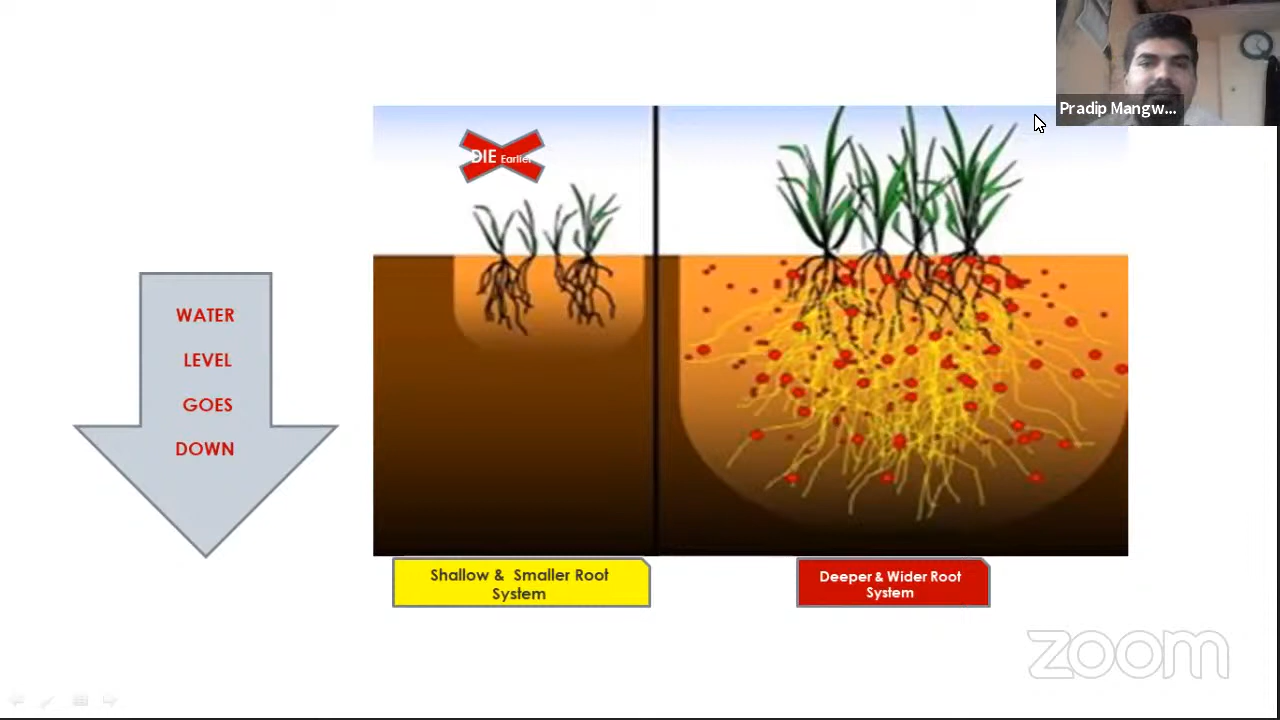 Pradip Mangw...
DIE Earlier
WATER
LEVEL
GOES
DOWN
Shallow & Smaller Root
System
Deeper & Wider Root
System
zoom